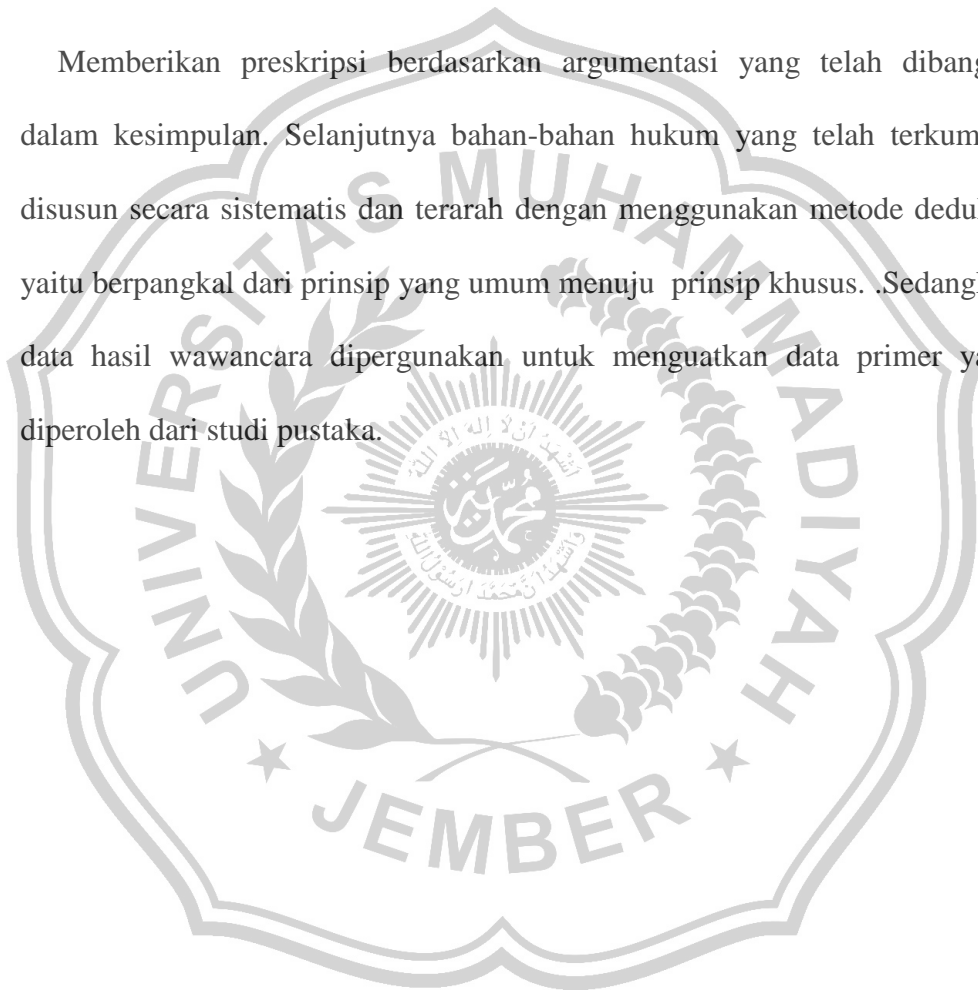 Memberikan preskripsi berdasarkan argumentasi yang telah dibang
dalam kesimpulan. Selanjutnya bahan-bahan hukum yang telah terkum
disusun secara sistematis dan terarah dengan menggunakan metode deduk
yaitu berpangkal dari prinsip yang umum menuju prinsip khusus. .Sedangk
data hasil wawancara dipergunakan untuk menguatkan data primer ya
diperoleh dari studi pustaka.
UNIVERSITAS MUHAMMADIYAH
JEMBER